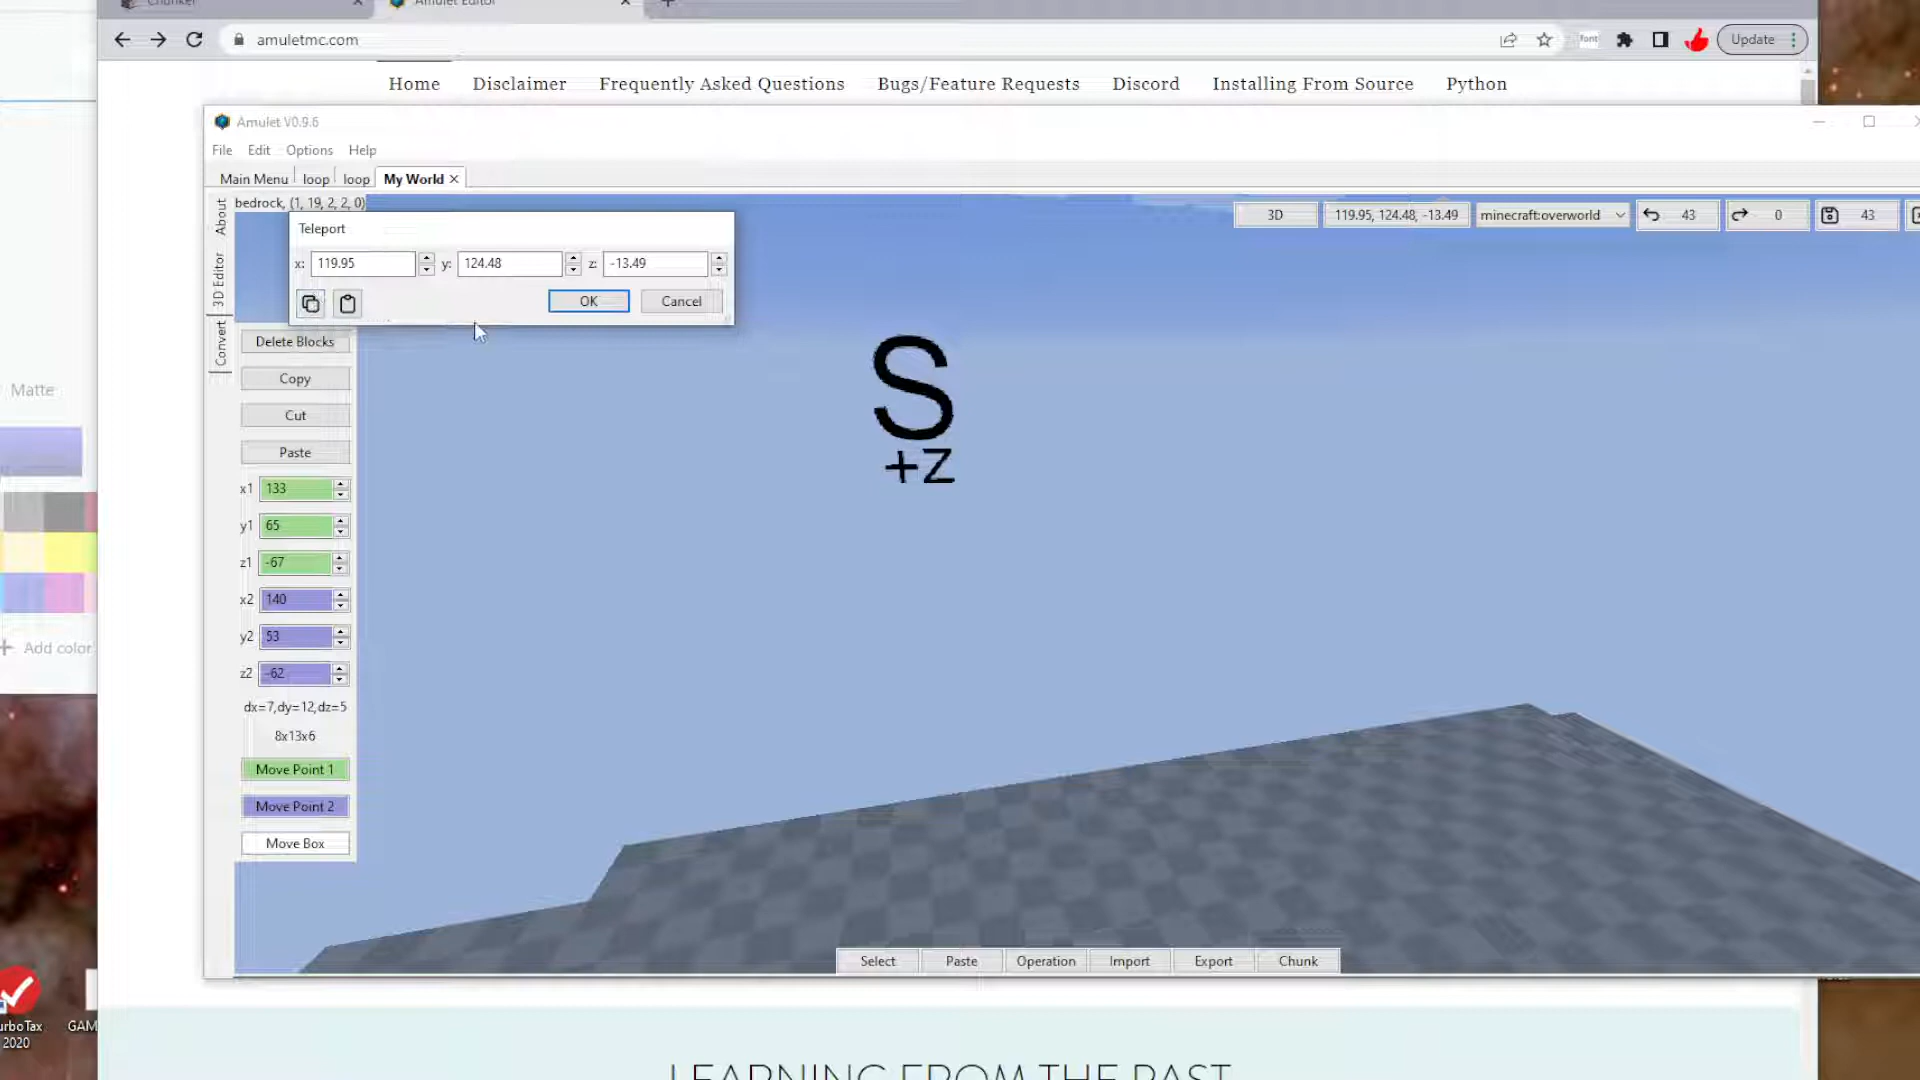 Chunker
Amulet Editor
amuletmc.com
font
Update
Home Disclaimer Frequently Asked Questions Bugs/Feature Requests Discord Installing From Source Python
Amulet V0.9.6
File Edit Options Help
Main Menu loop loop My World
bedrock, (1, 19, 2, 2, 0)
About
3D Editor
Convert
3D 119.95, 124.48, -13.49 minecraft:overworld 43 0 43
Teleport
x: 119.95 y: 124.48 z: -13.49
OK Cancel
Delete Blocks
Copy
Cut
Paste
x1 133
y1 65
z1 -67
x2 140
y2 53
z2 -62
dx=7,dy=12,dz=5
8x13x6
Move Point 1
Move Point 2
Move Box
S
+Z
Select Paste Operation Import Export Chunk
Matte
Add color
2020
GAM
LEARNING FROM THE PAST